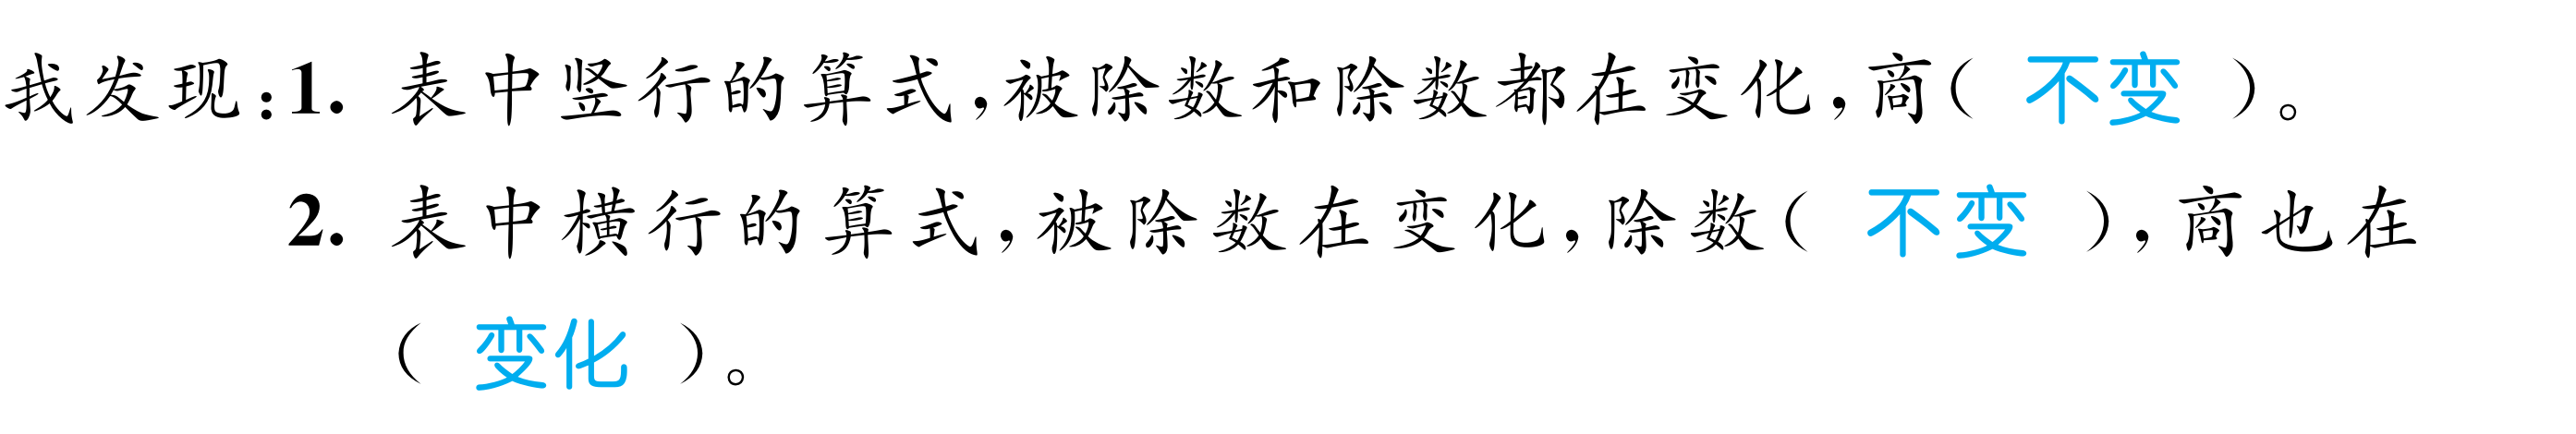 我发现:1. 表中竖行的算式,被除数和除数都在变化,商( 不变 )。
2. 表中横行的算式,被除数在变化,除数( 不变 ),商也在
( 变化 )。